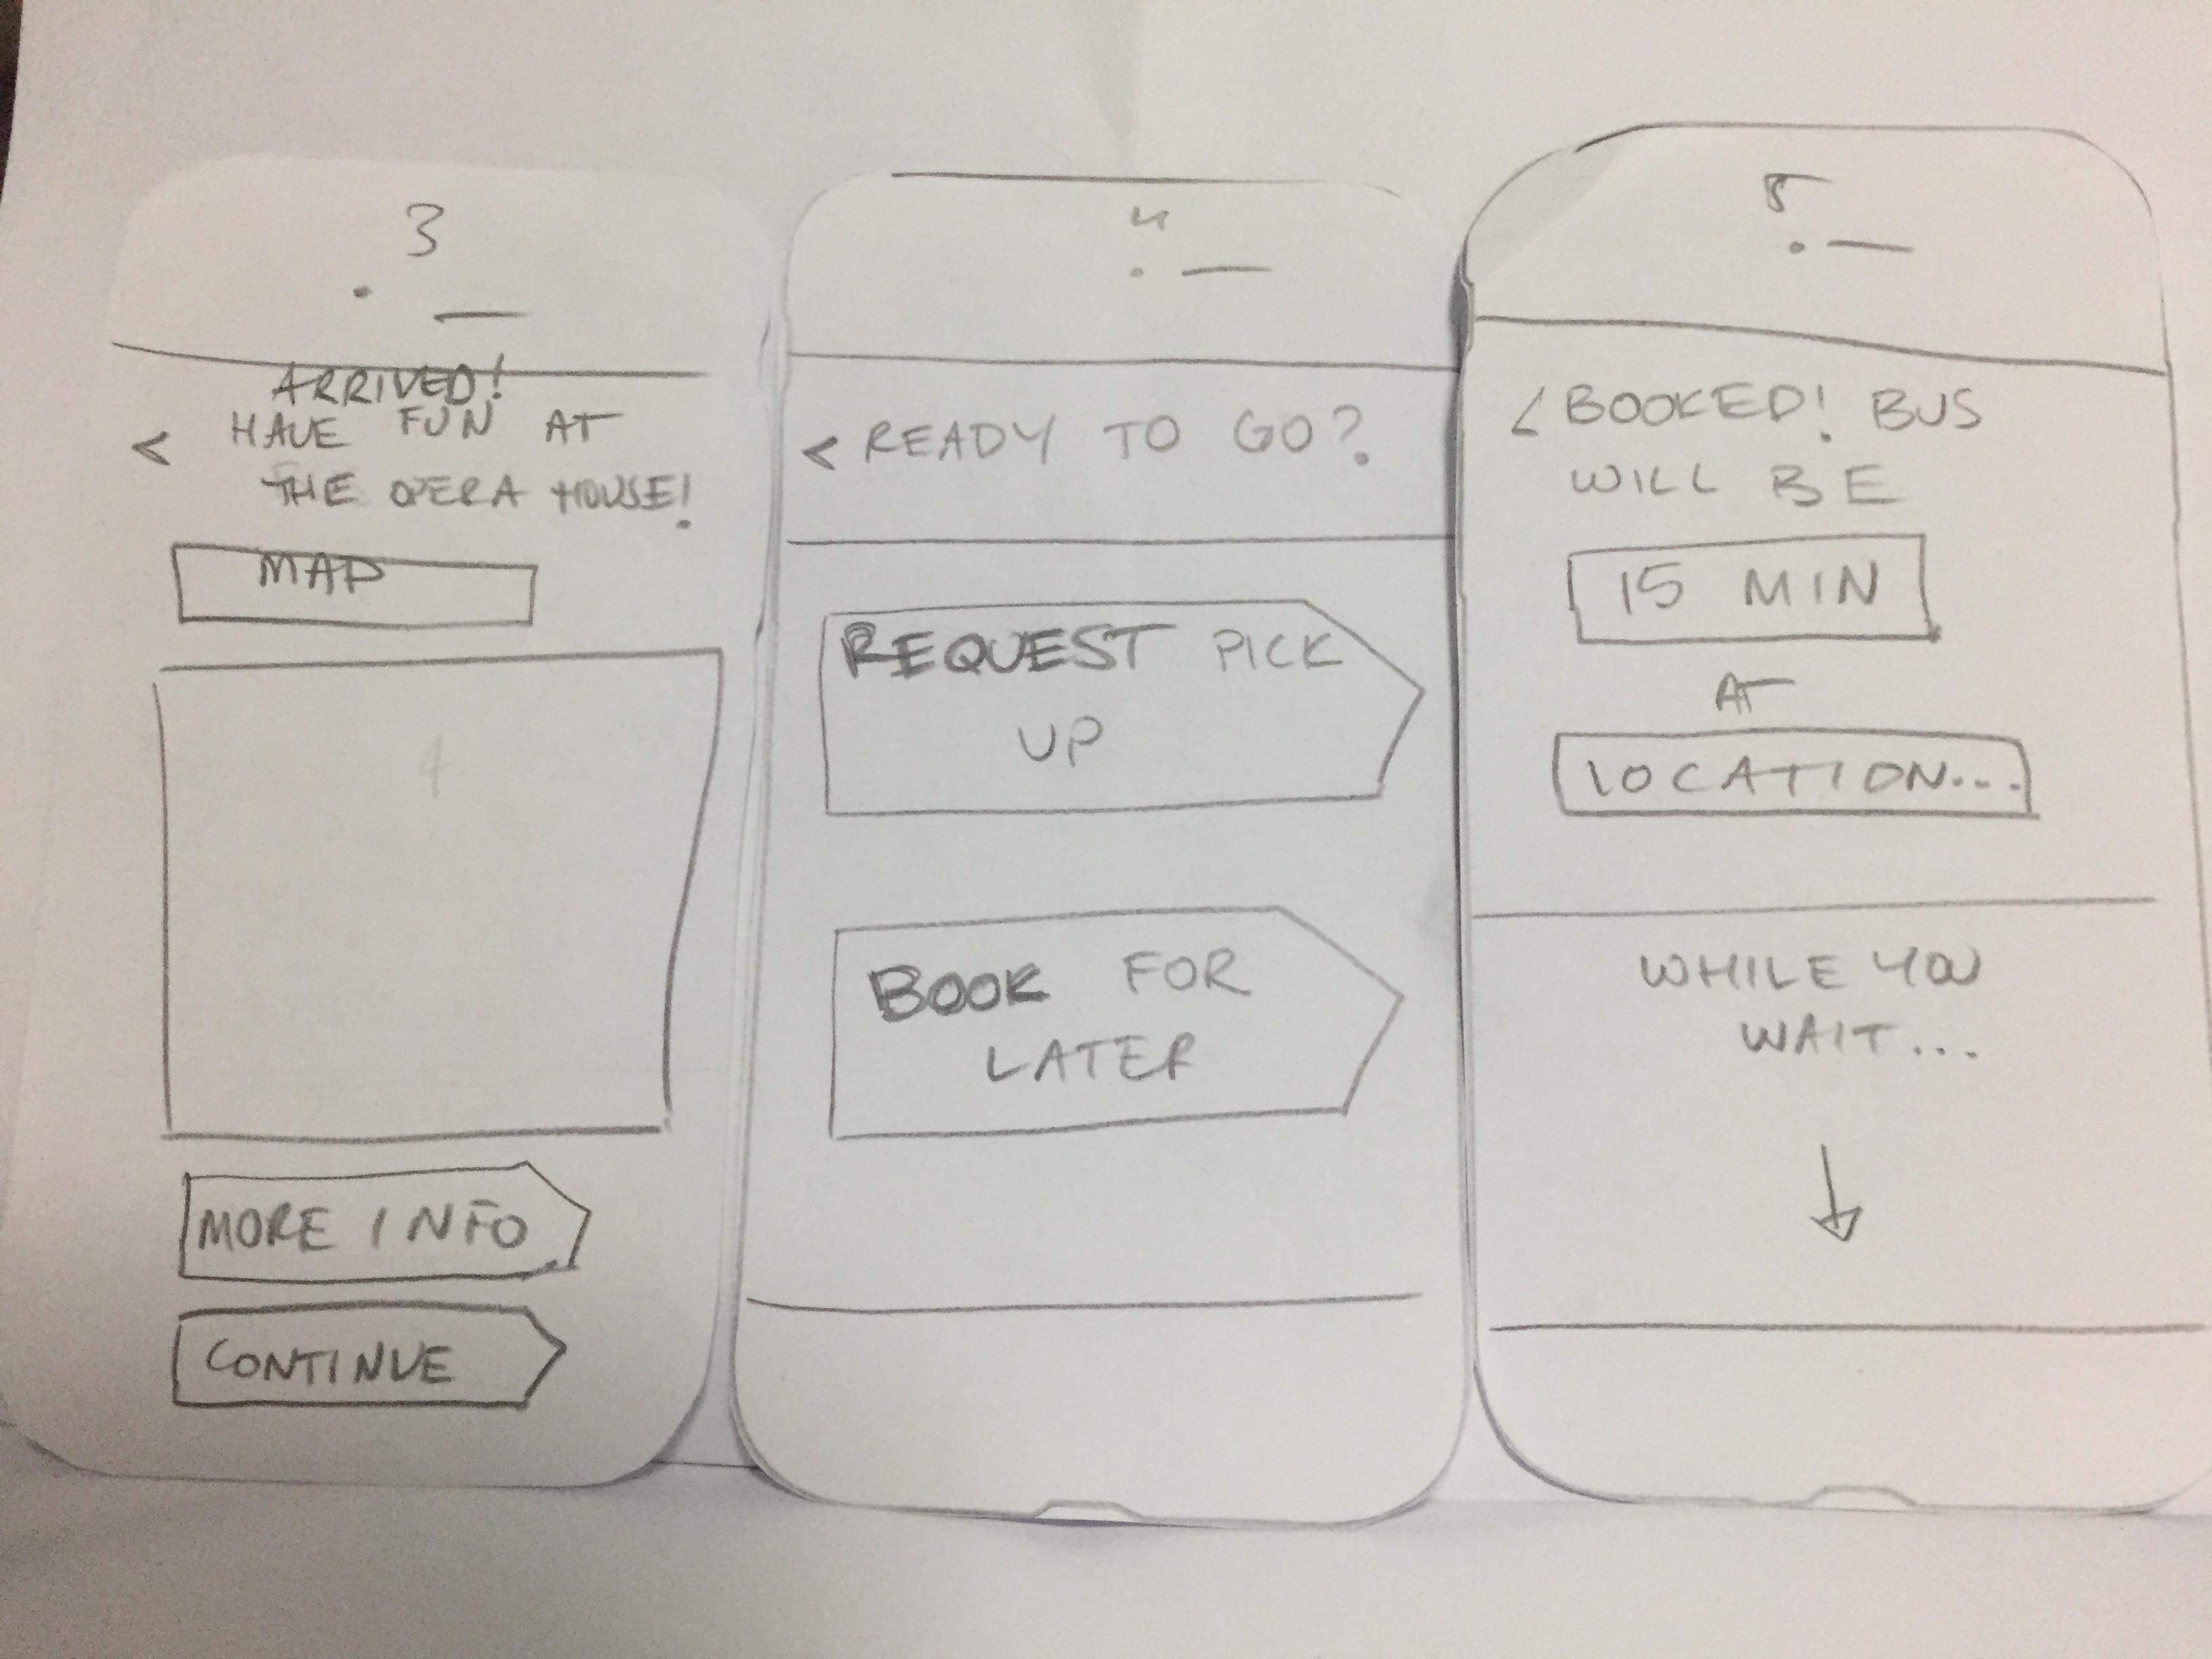 3
ARRIVED!
< HAVE FUN AT
THE OPERA HOUSE!
MAP
MORE INFO
CONTINUE
4
< READY TO GO?
REQUEST PICK
UP
BOOK FOR
LATER
5
< BOOKED! BUS
WILL BE
15 MIN
AT
LOCATION...
WHILE YOU
WAIT...